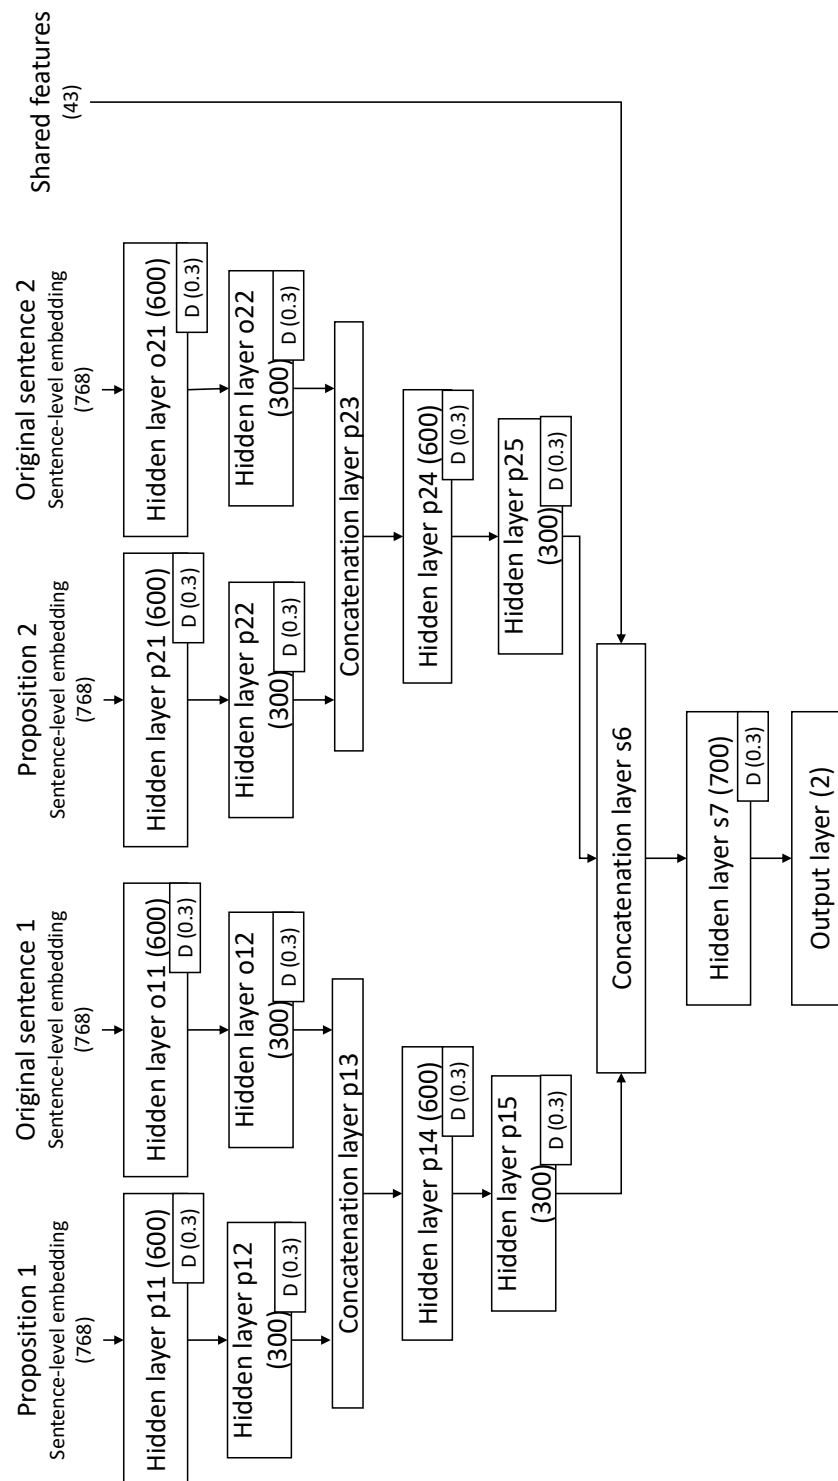 Proposition 1
Sentence-level embedding
(768)
Hidden layer p11 (600)
D (0.3)
Hidden layer p12
(300)
D (0.3)
Original sentence 1
Sentence-level embedding
(768)
Hidden layer o11 (600)
D (0.3)
Hidden layer o12
(300)
D (0.3)
Concatenation layer p13
Hidden layer p14 (600)
D (0.3)
Hidden layer p15
(300)
D (0.3)
Proposition 2
Sentence-level embedding
(768)
Hidden layer p21 (600)
D (0.3)
Hidden layer p22
(300)
D (0.3)
Original sentence 2
Sentence-level embedding
(768)
Hidden layer o21 (600)
D (0.3)
Hidden layer o22
(300)
D (0.3)
Concatenation layer p23
Hidden layer p24 (600)
D (0.3)
Hidden layer p25
(300)
D (0.3)
Shared features
(43)
Concatenation layer s6
Hidden layer s7 (700)
D (0.3)
Output layer (2)